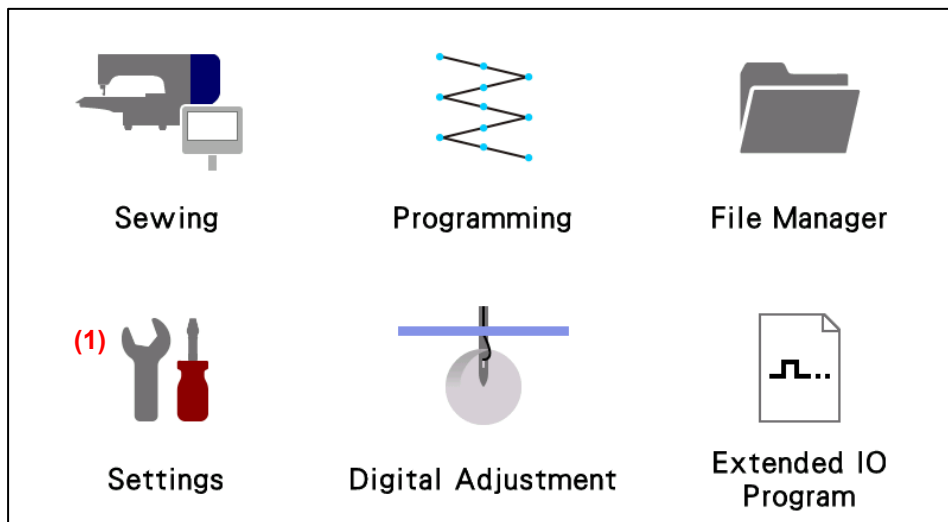 Sewing
Programming
File Manager
(1)
Settings
Digital Adjustment
Extended IO
Program